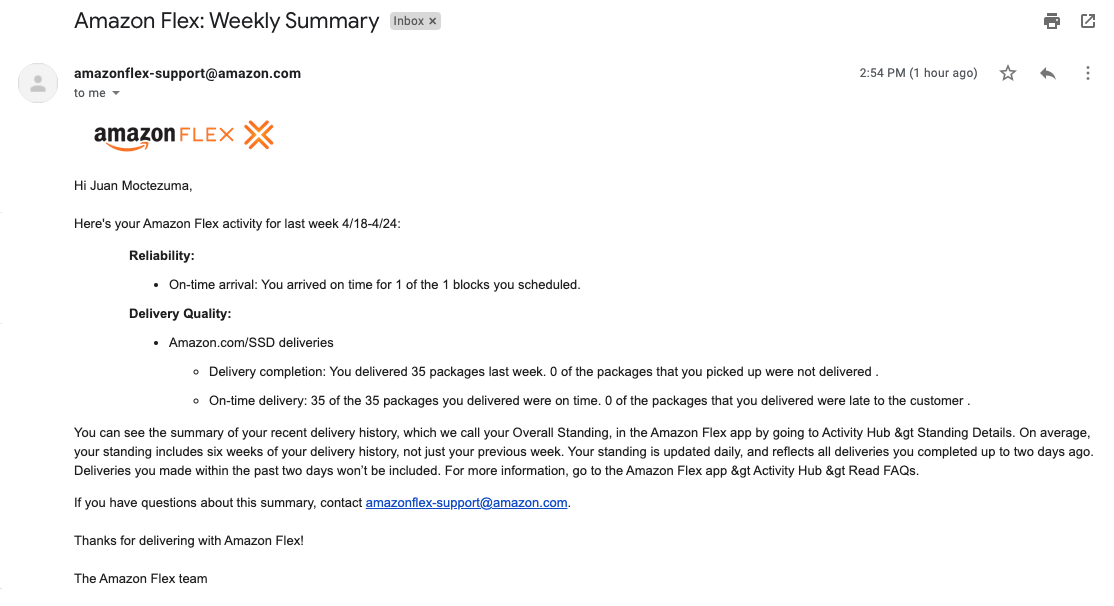 Amazon Flex: Weekly Summary Inbox ×
amazonflex-support@amazon.com 2:54 PM (1 hour ago)
to me
amazon FLEX
Hi Juan Moctezuma,
Here's your Amazon Flex activity for last week 4/18-4/24:
Reliability:
• On-time arrival: You arrived on time for 1 of the 1 blocks you scheduled.
Delivery Quality:
• Amazon.com/SSD deliveries
◦ Delivery completion: You delivered 35 packages last week. 0 of the packages that you picked up were not delivered .
◦ On-time delivery: 35 of the 35 packages you delivered were on time. 0 of the packages that you delivered were late to the customer .
You can see the summary of your recent delivery history, which we call your Overall Standing, in the Amazon Flex app by going to Activity Hub &gt Standing Details. On average,
your standing includes six weeks of your delivery history, not just your previous week. Your standing is updated daily, and reflects all deliveries you completed up to two days ago.
Deliveries you made within the past two days won’t be included. For more information, go to the Amazon Flex app &gt Activity Hub &gt Read FAQs.
If you have questions about this summary, contact amazonflex-support@amazon.com.
Thanks for delivering with Amazon Flex!
The Amazon Flex team